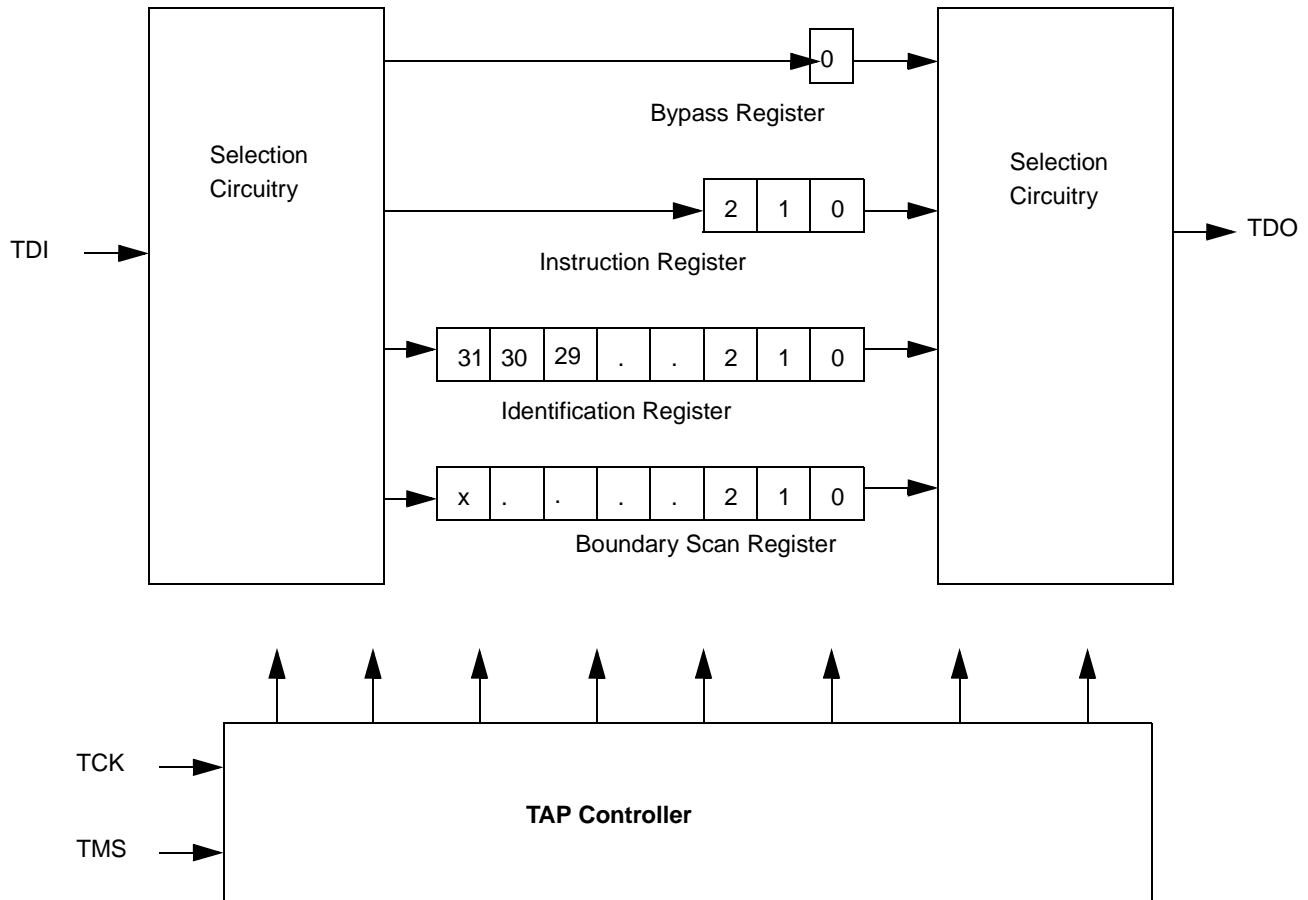 0
Bypass Register
Selection
Circuitry
Selection
Circuitry
2 1 0
TDI
TDO
Instruction Register
31 30 29 . . 2 1 0
Identification Register
x . . . . 2 1 0
Boundary Scan Register
TCK
TAP Controller
TMS